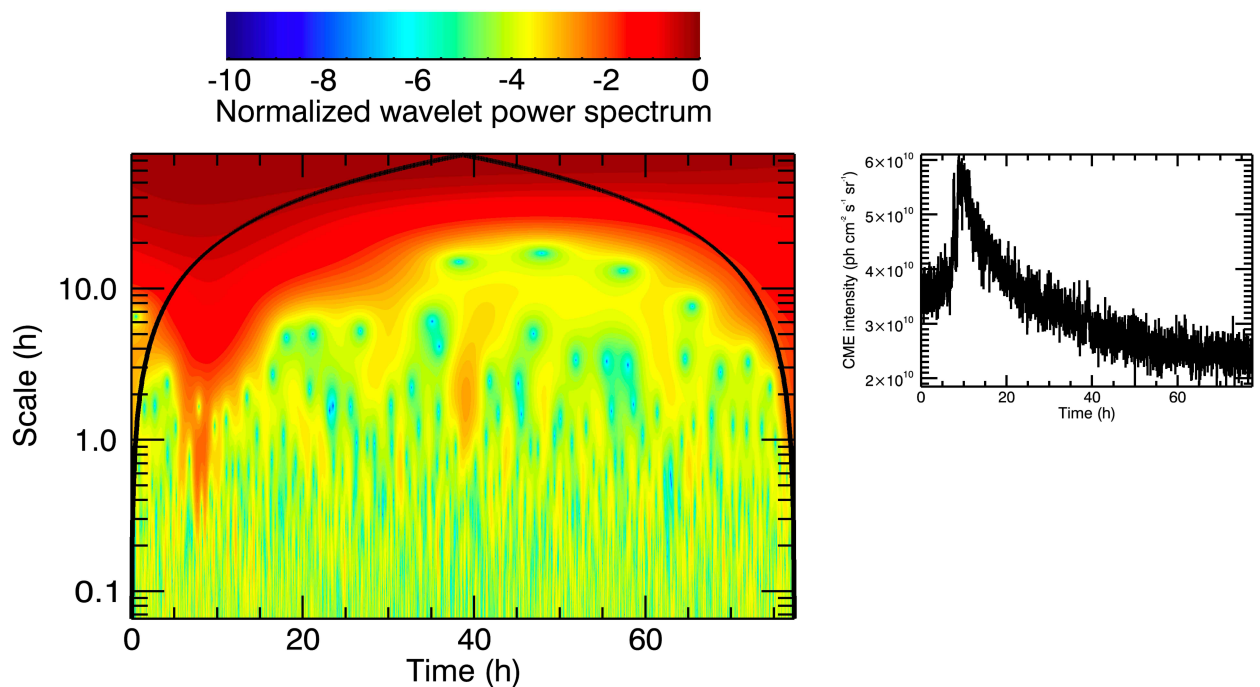 -10 -8 -6 -4 -2 0
Normalized wavelet power spectrum
Scale (h)
10.0
1.0
0.1
0 20 40 60
Time (h)
CME intensity (ph cm⁻² s⁻¹ sr⁻¹)
6×10¹⁰
5×10¹⁰
4×10¹⁰
3×10¹⁰
2×10¹⁰
0 20 40 60
Time (h)